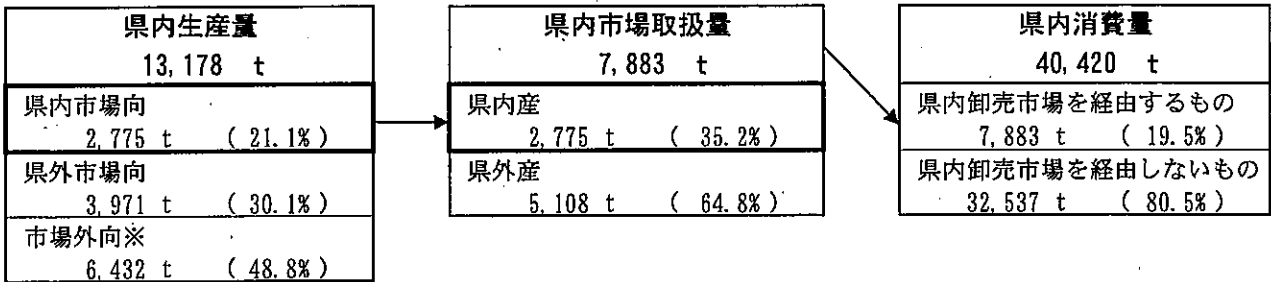 県内生産量
13,178 t
県内市場向
2,775 t (21.1%)
県外市場向
3,971 t (30.1%)
市場外向※
6,432 t (48.8%)
県内市場取扱量
7,883 t
県内産
2,775 t (35.2%)
県外産
5,108 t (64.8%)
県内消費量
40,420 t
県内卸売市場を経由するもの
7,883 t (19.5%)
県内卸売市場を経由しないもの
32,537 t (80.5%)